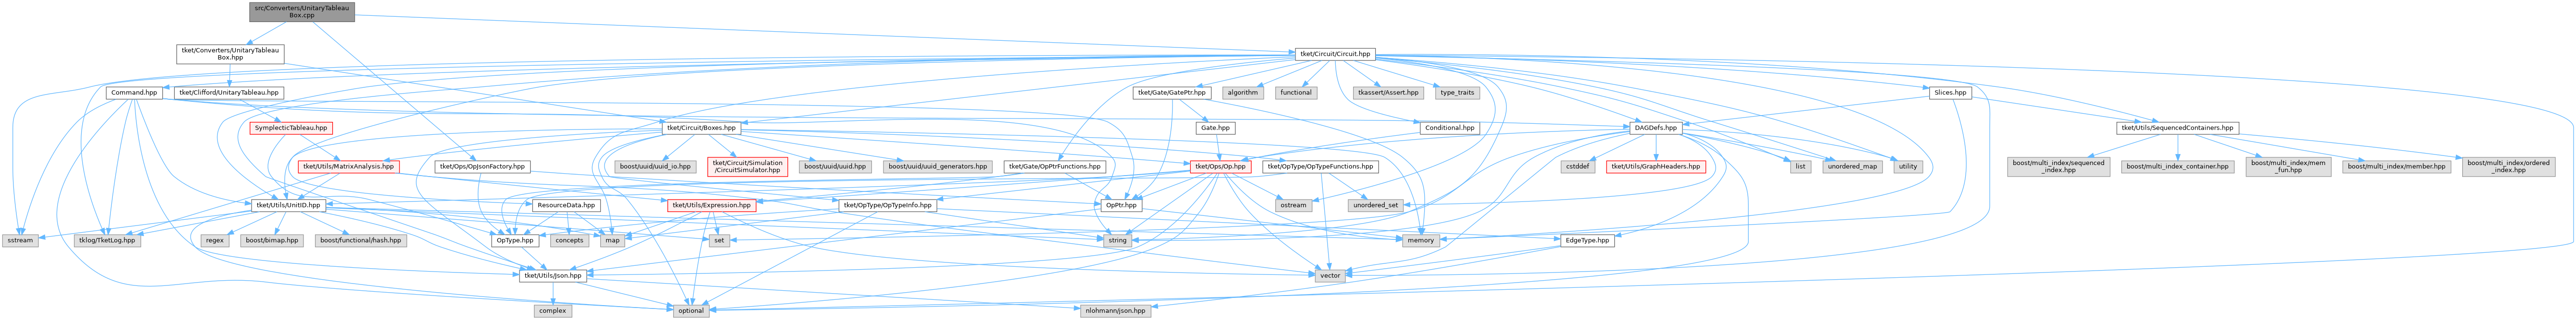 src/Converters/UnitaryTableau
Box.cpp
tket/Converters/UnitaryTableau
Box.hpp
tket/Circuit/Circuit.hpp
Command.hpp
tket/Clifford/UnitaryTableau.hpp
tket/Gate/GatePtr.hpp
algorithm
functional
tkassert/Assert.hpp
type_traits
Slices.hpp
SymplecticTableau.hpp
tket/Circuit/Boxes.hpp
Gate.hpp
Conditional.hpp
DAGDefs.hpp
tket/Utils/SequencedContainers.hpp
tket/Utils/MatrixAnalysis.hpp
tket/Ops/OpJsonFactory.hpp
boost/uuid/uuid_io.hpp
tket/Circuit/Simulation
/CircuitSimulator.hpp
boost/uuid/uuid.hpp
boost/uuid/uuid_generators.hpp
tket/Gate/OpPtrFunctions.hpp
tket/Ops/Op.hpp
tket/OpType/OpTypeFunctions.hpp
cstddef
tket/Utils/GraphHeaders.hpp
list
unordered_map
utility
boost/multi_index/sequenced
_index.hpp
boost/multi_index_container.hpp
boost/multi_index/mem
_fun.hpp
boost/multi_index/member.hpp
boost/multi_index/ordered
_index.hpp
tket/Utils/UnitID.hpp
ResourceData.hpp
tket/Utils/Expression.hpp
tket/OpType/OpTypeInfo.hpp
OpPtr.hpp
ostream
unordered_set
sstream
tklog/TketLog.hpp
regex
boost/bimap.hpp
boost/functional/hash.hpp
OpType.hpp
concepts
map
set
string
memory
EdgeType.hpp
tket/Utils/Json.hpp
vector
complex
optional
nlohmann/json.hpp